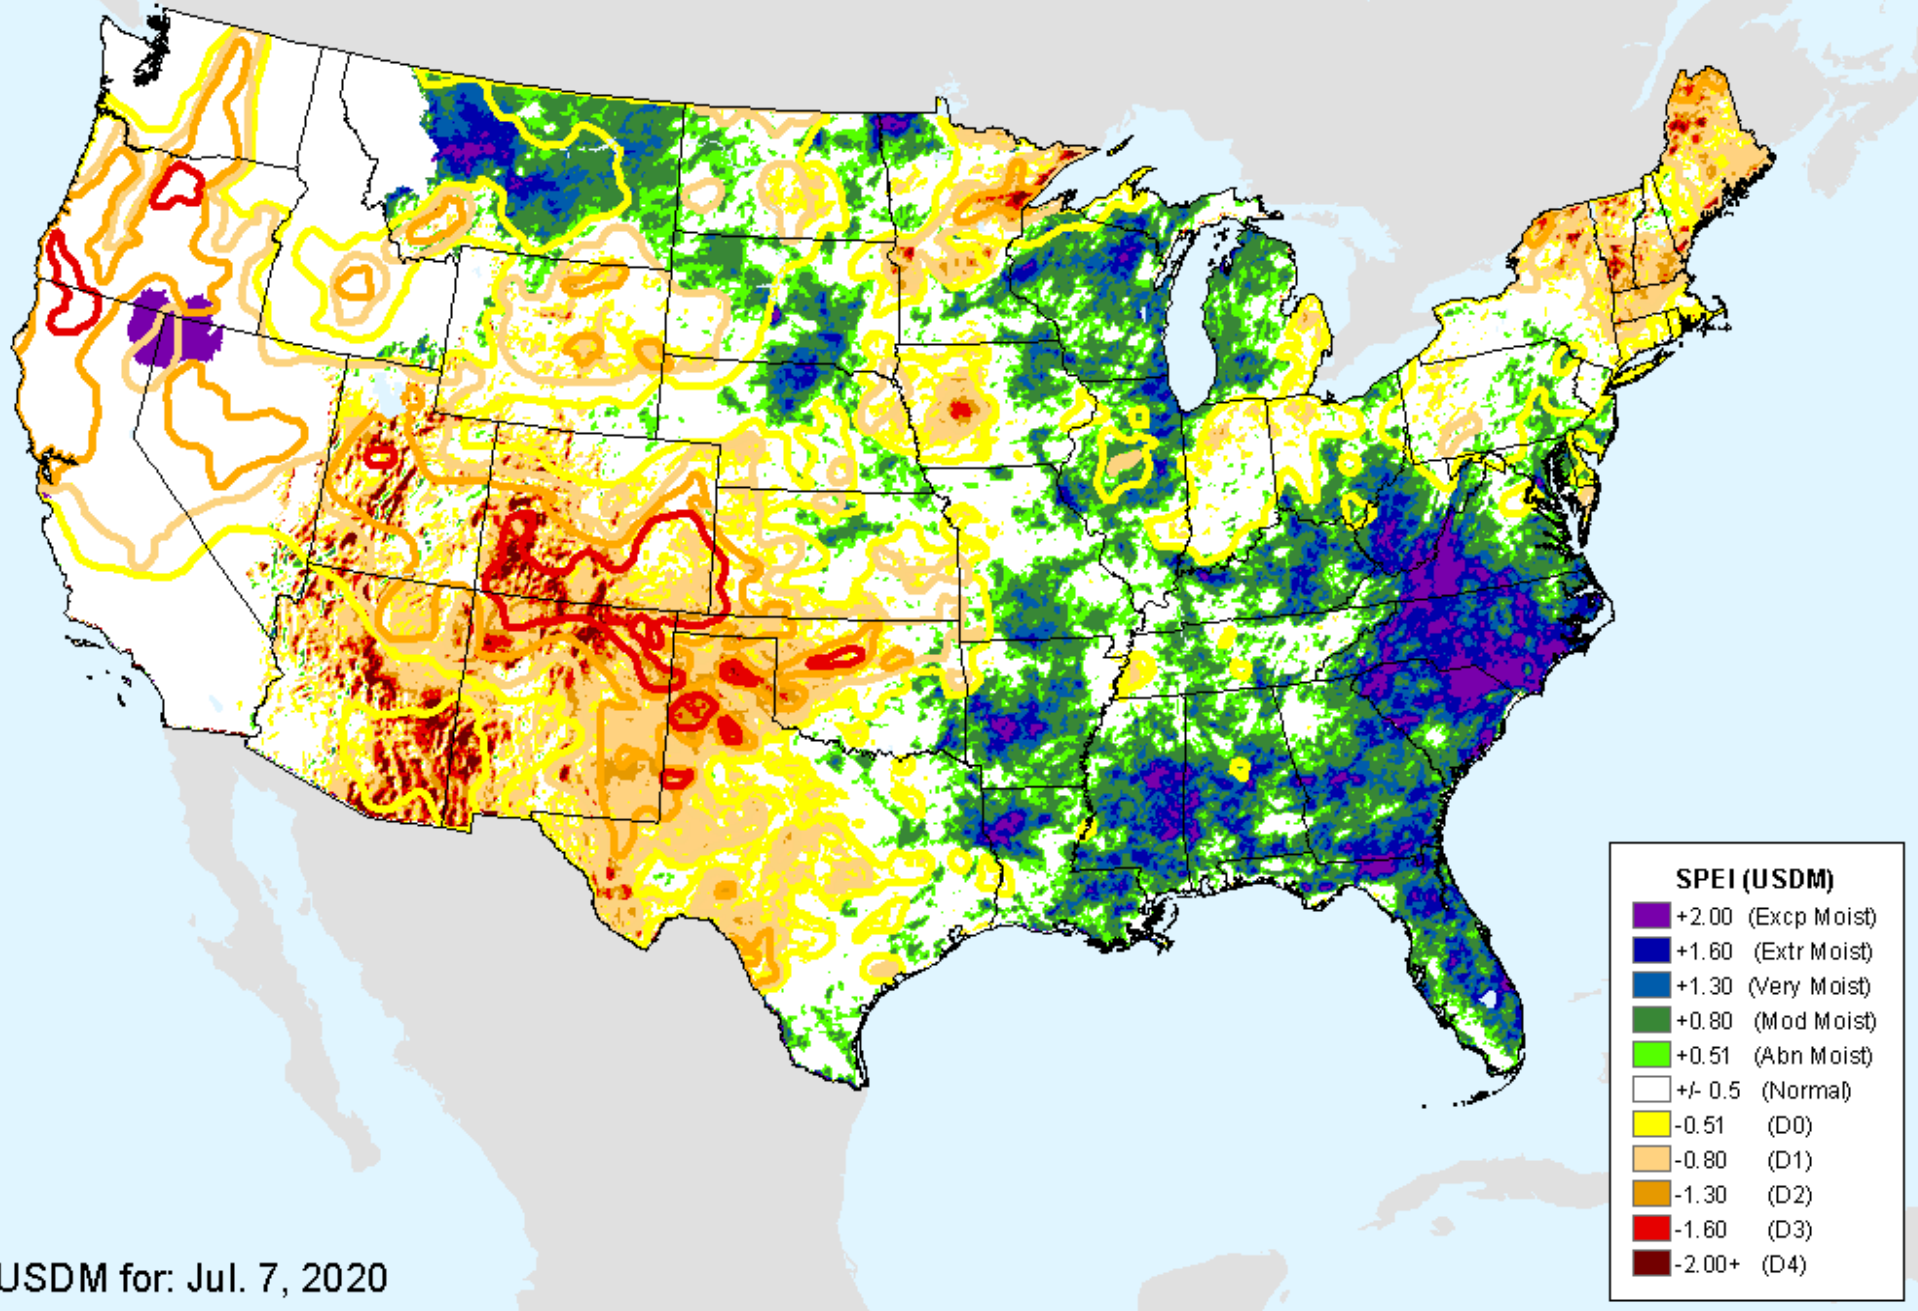 SPEI (USDM)
+2.00 (Excp Moist)
+1.60 (Extr Moist)
+1.30 (Very Moist)
+0.80 (Mod Moist)
+0.51 (Abn Moist)
+/- 0.5 (Normal)
-0.51 (D0)
-0.80 (D1)
-1.30 (D2)
-1.60 (D3)
-2.00+ (D4)
USDM for: Jul. 7, 2020